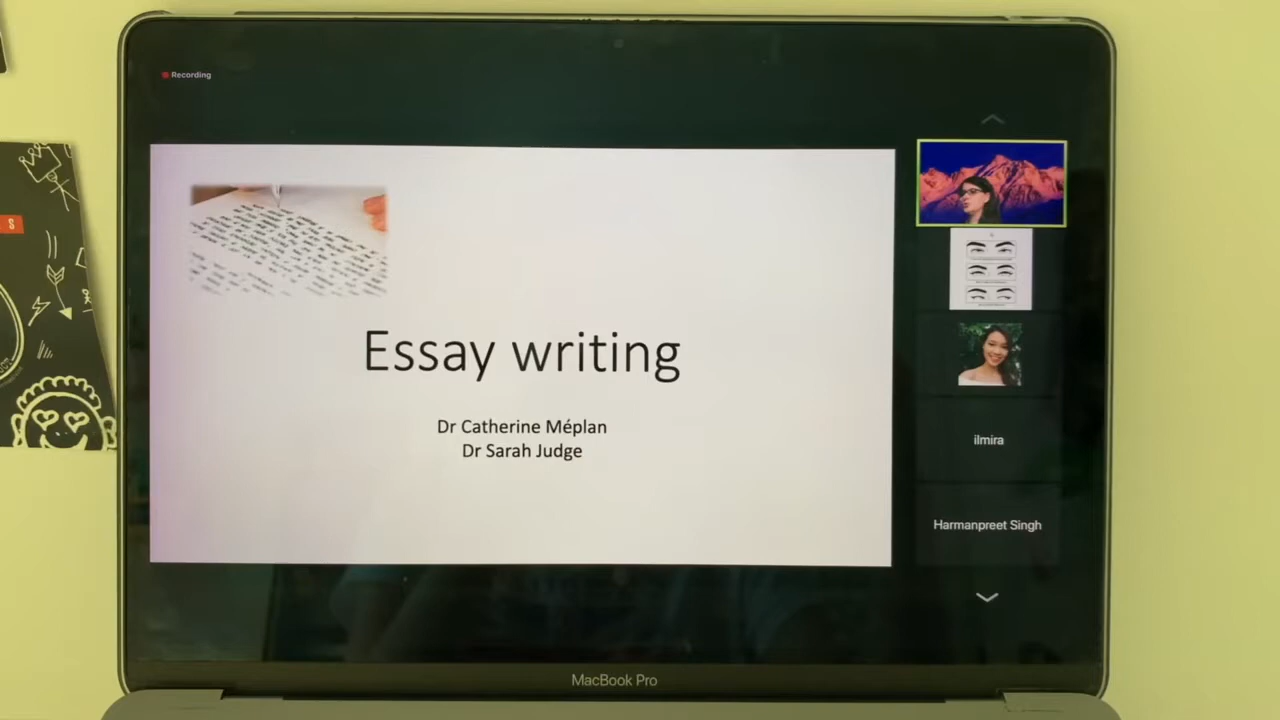 Recording
Essay writing
Dr Catherine Méplan
Dr Sarah Judge
ilmira
Harmanpreet Singh
MacBook Pro
S